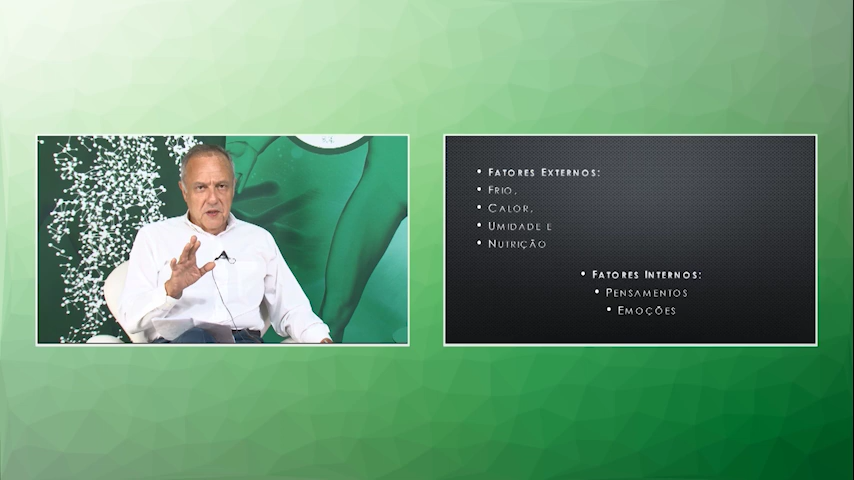 • Fatores Externos:
• Frio,
• Calor,
• Umidade e
• Nutrição
• Fatores Internos:
• Pensamentos
• Emoções